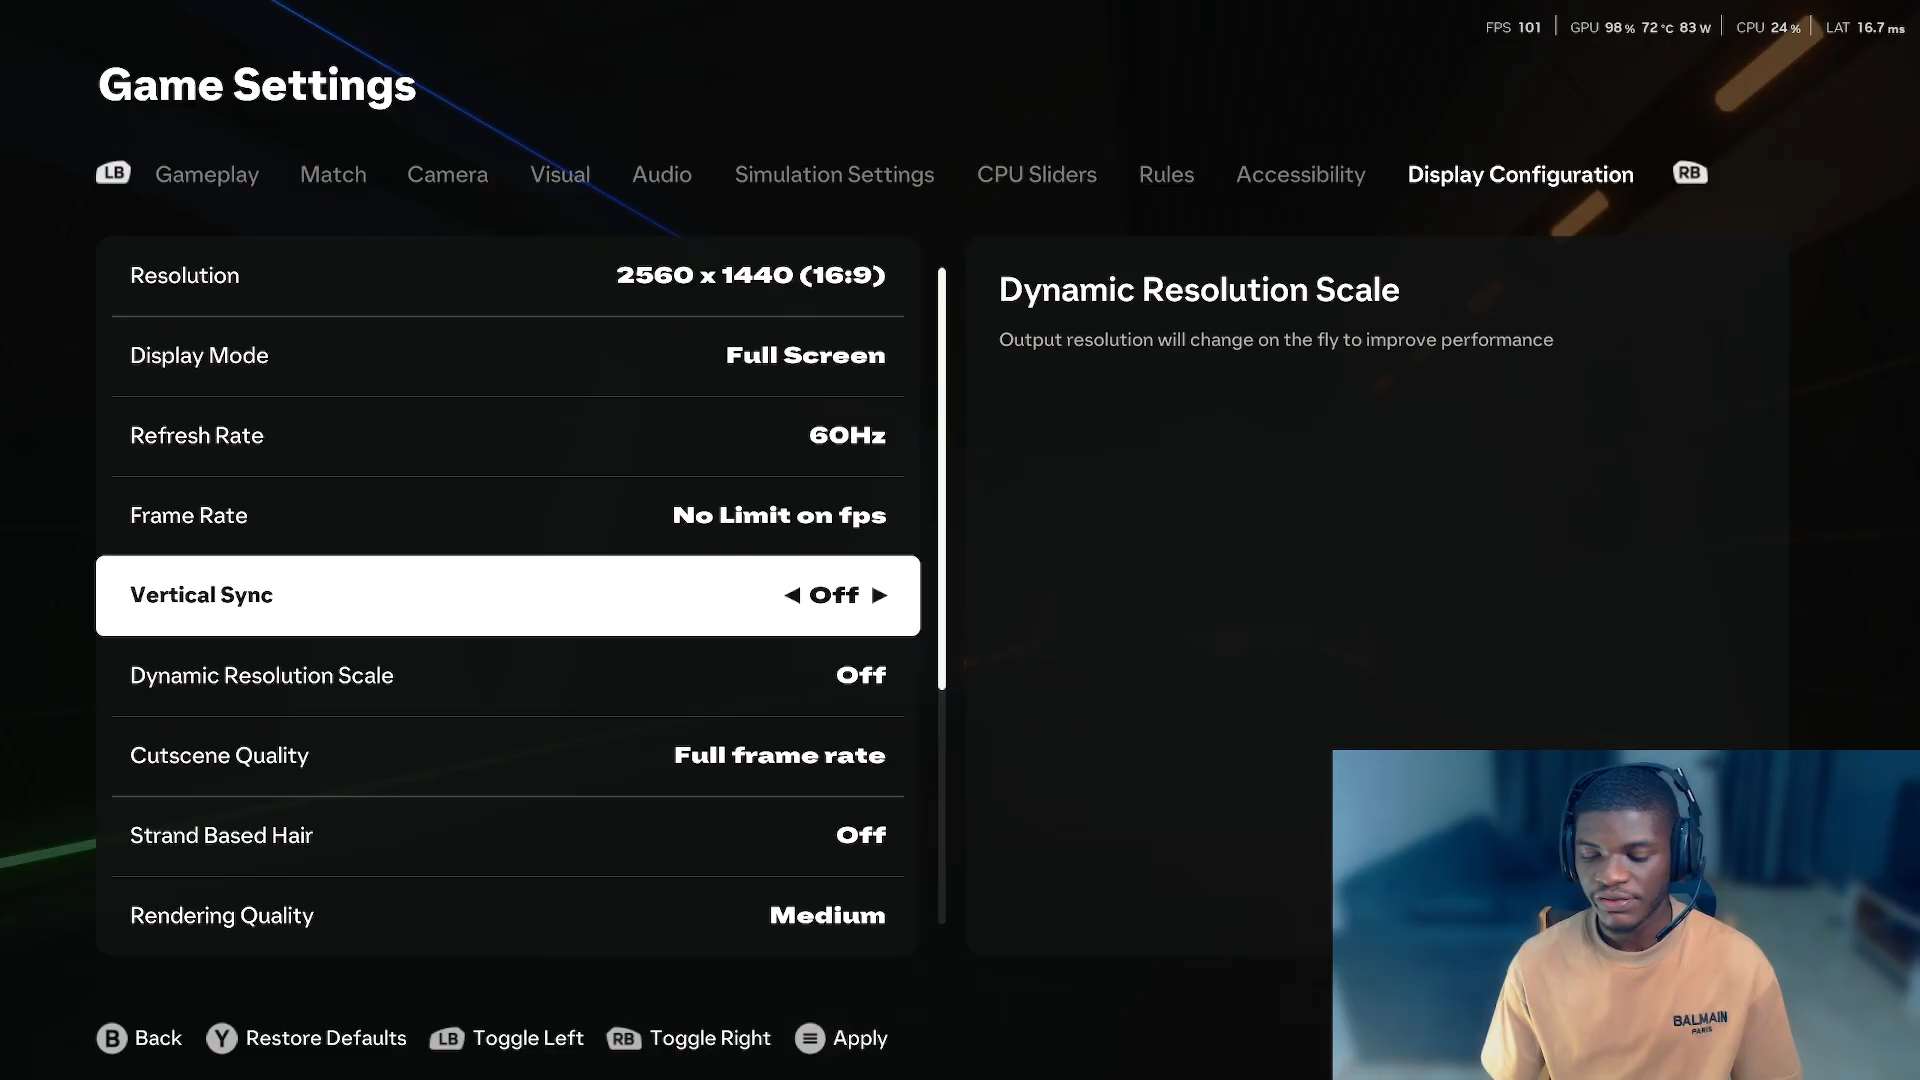 FPS 101 | GPU 98 % 72 °C 83 W | CPU 24 % | LAT 16.7 ms
Game Settings
LB Gameplay Match Camera Visual Audio Simulation Settings CPU Sliders Rules Accessibility Display Configuration RB
Resolution 2560 x 1440 (16:9)
Display Mode Full Screen
Refresh Rate 60Hz
Frame Rate No Limit on fps
Vertical Sync ◀ Off ▶
Dynamic Resolution Scale Off
Cutscene Quality Full frame rate
Strand Based Hair Off
Rendering Quality Medium
Dynamic Resolution Scale
Output resolution will change on the fly to improve performance
BALMAIN
PARIS
B Back Y Restore Defaults LB Toggle Left RB Toggle Right Apply